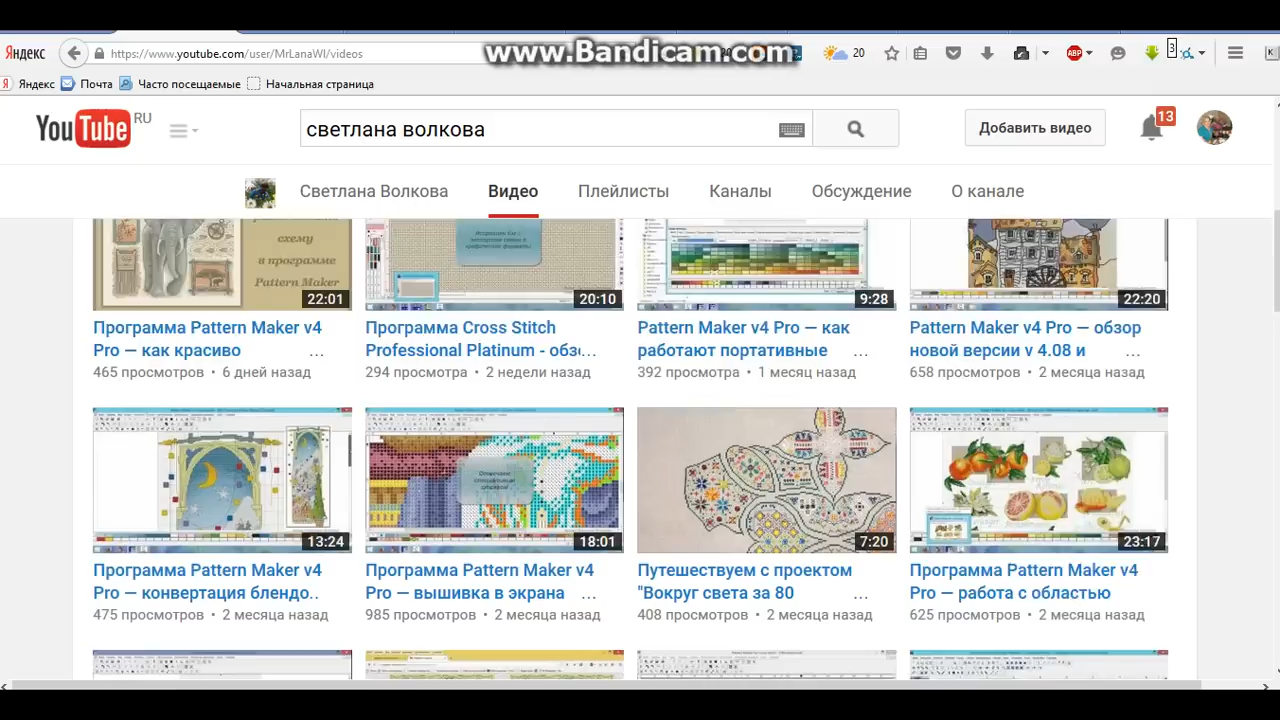 www.Bandicam.com
Яндекс
https://www.youtube.com/user/MrLanaWI/videos
20
ABP
3
Яндекс Почта Часто посещаемые Начальная страница
YouTube RU
светлана волкова
Добавить видео
13
Светлана Волкова Видео Плейлисты Каналы Обсуждение О канале
схему
в программе
Pattern Maker
22:01
20:10
9:28
22:20
Программа Pattern Maker v4
Pro — как красиво ...
465 просмотров • 6 дней назад
Программа Cross Stitch
Professional Platinum - обзо...
294 просмотра • 2 недели назад
Pattern Maker v4 Pro — как
работают портативные ...
392 просмотра • 1 месяц назад
Pattern Maker v4 Pro — обзор
новой версии v 4.08 и ...
658 просмотров • 2 месяца назад
13:24
18:01
7:20
23:17
Программа Pattern Maker v4
Pro — конвертация блендо..
475 просмотров • 2 месяца назад
Программа Pattern Maker v4
Pro — вышивка в экрана ...
985 просмотров • 2 месяца назад
Путешествуем с проектом
"Вокруг света за 80 ...
408 просмотров • 2 месяца назад
Программа Pattern Maker v4
Pro — работа с областью
625 просмотров • 2 месяца назад